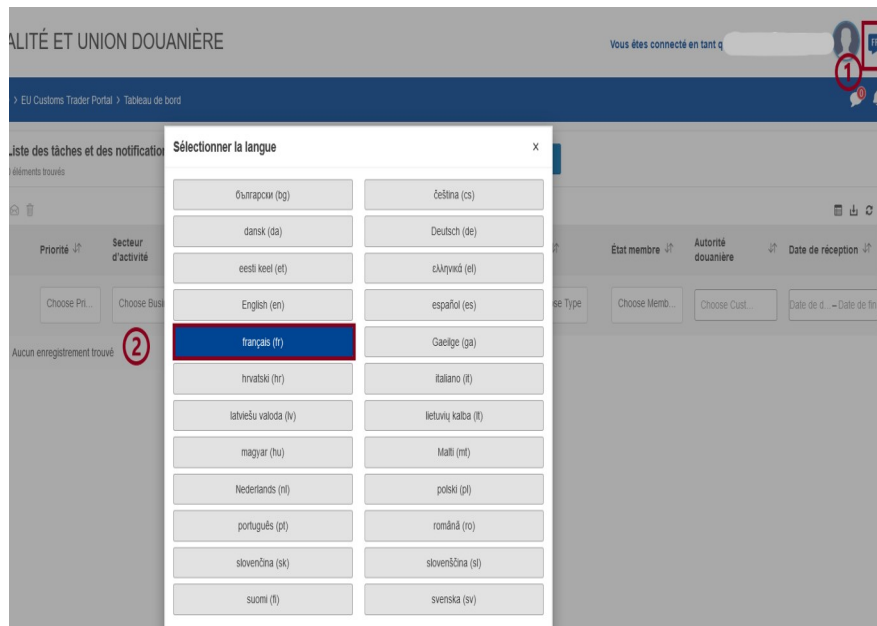 ALITÉ ET UNION DOUANIÈRE
Vous êtes connecté en tant q
FR
1
> EU Customs Trader Portal > Tableau de bord
0
Liste des tâches et des notification
éléments trouvés
Sélectionner la langue x
български (bg) čeština (cs)
dansk (da) Deutsch (de)
eesti keel (et) ελληνικά (el)
English (en) español (es)
français (fr) Gaeilge (ga)
hrvatski (hr) italiano (it)
latviešu valoda (lv) lietuvių kalba (lt)
magyar (hu) Malti (mt)
Nederlands (nl) polski (pl)
português (pt) română (ro)
slovenčina (sk) slovenščina (sl)
suomi (fi) svenska (sv)
Priorité Secteur d'activité État membre Autorité douanière Date de réception
Choose Pri... Choose Busi se Type Choose Memb... Choose Cust... Date de d... – Date de fin
Aucun enregistrement trouvé
2